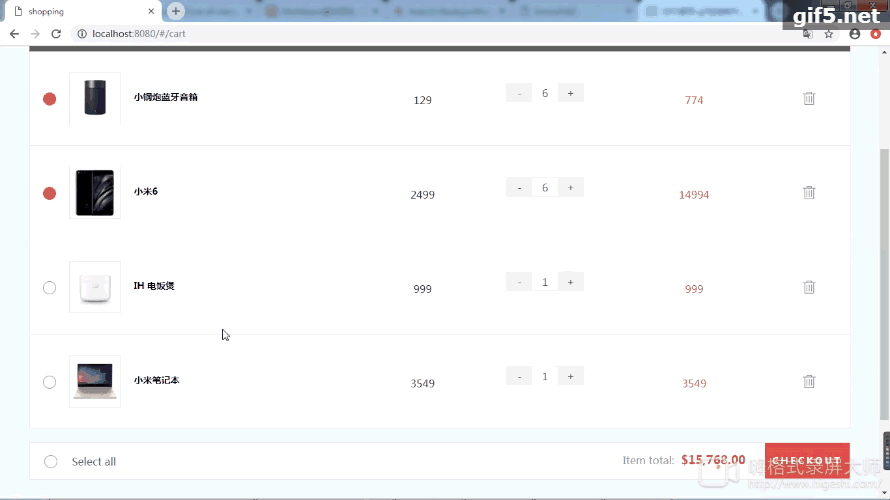 shopping
gif5.net
localhost:8080/#/cart
小钢炮蓝牙音箱
129
- 6 +
774
小米6
2499
- 6 +
14994
IH 电饭煲
999
- 1 +
999
小米笔记本
3549
- 1 +
3549
Select all
Item total: $15,768.00
CHECKOUT
嗨格式录屏大师
http://www.higeshi.com/